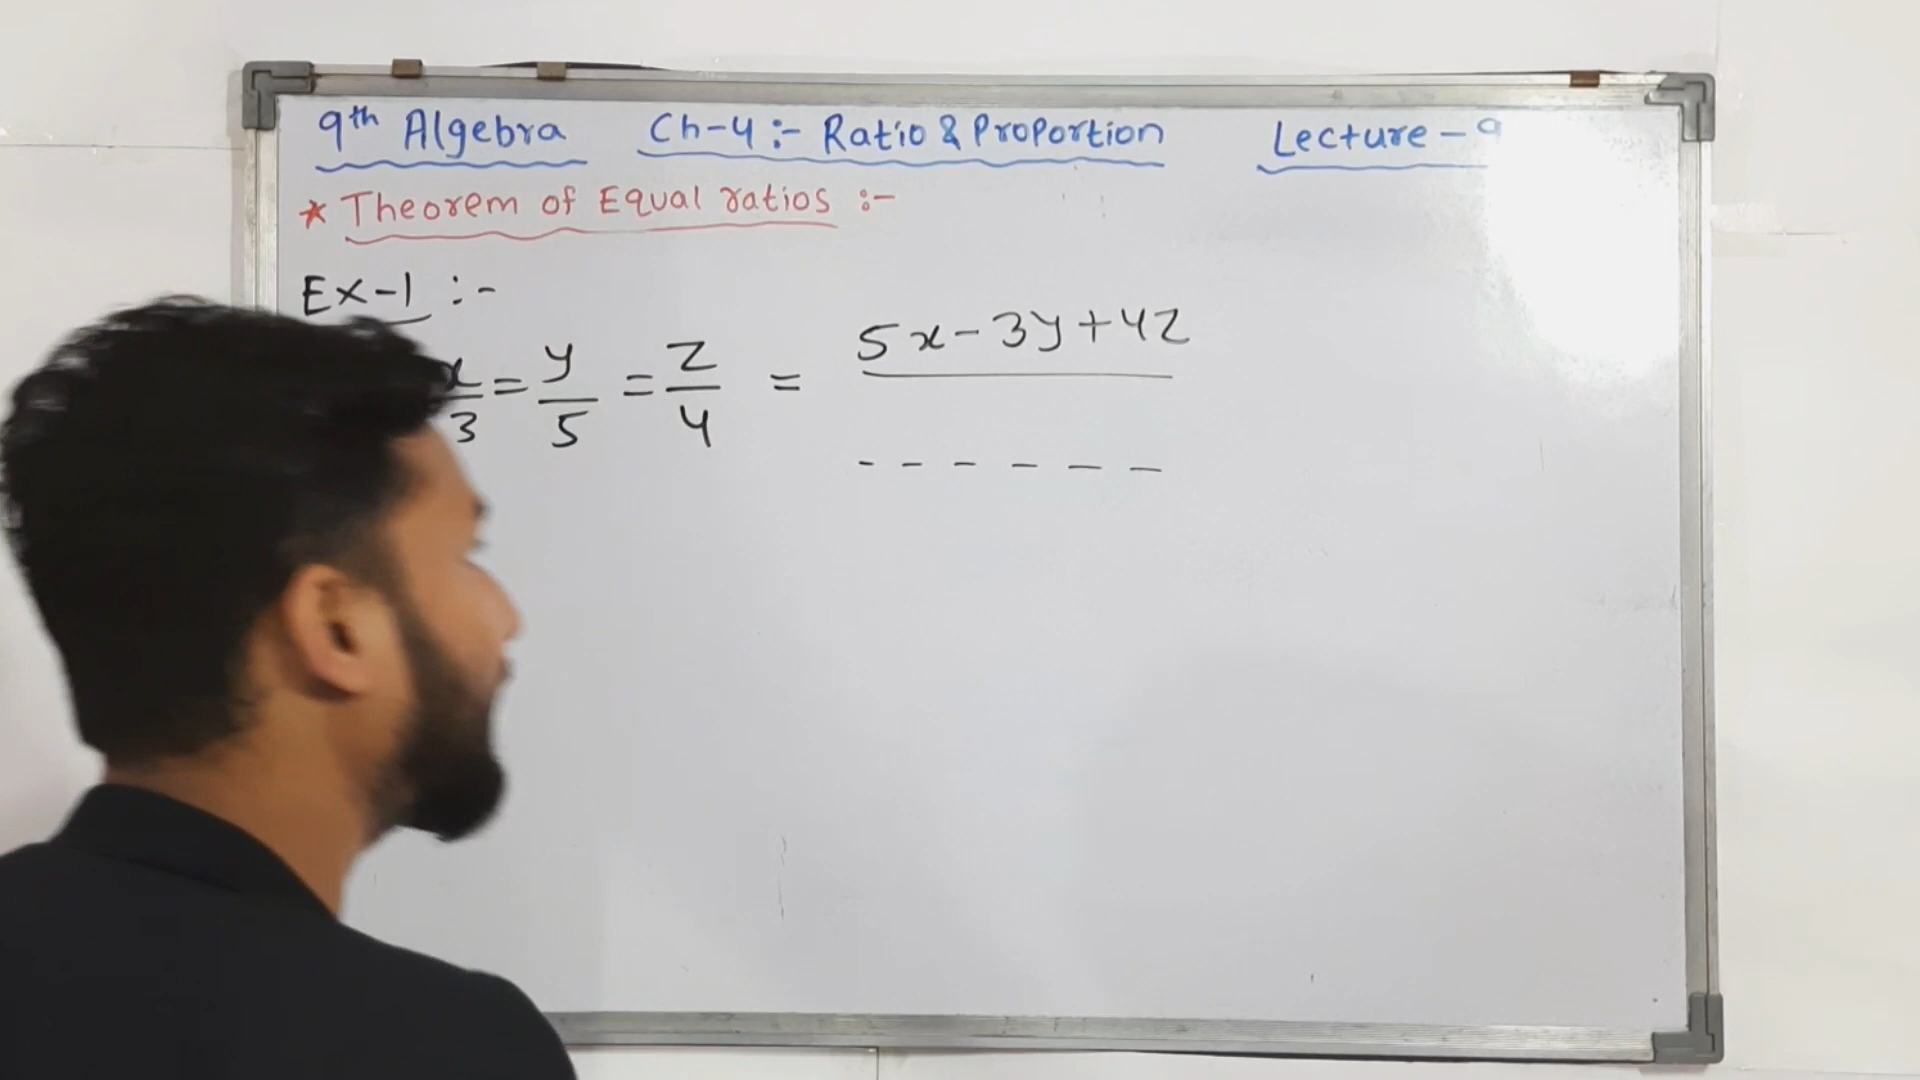 9th Algebra Ch-4:- Ratio & Proportion Lecture-9
* Theorem of Equal ratios :-
Ex-1 :-
x/3 = y/5 = z/4 = 5x-3y+4z / ------